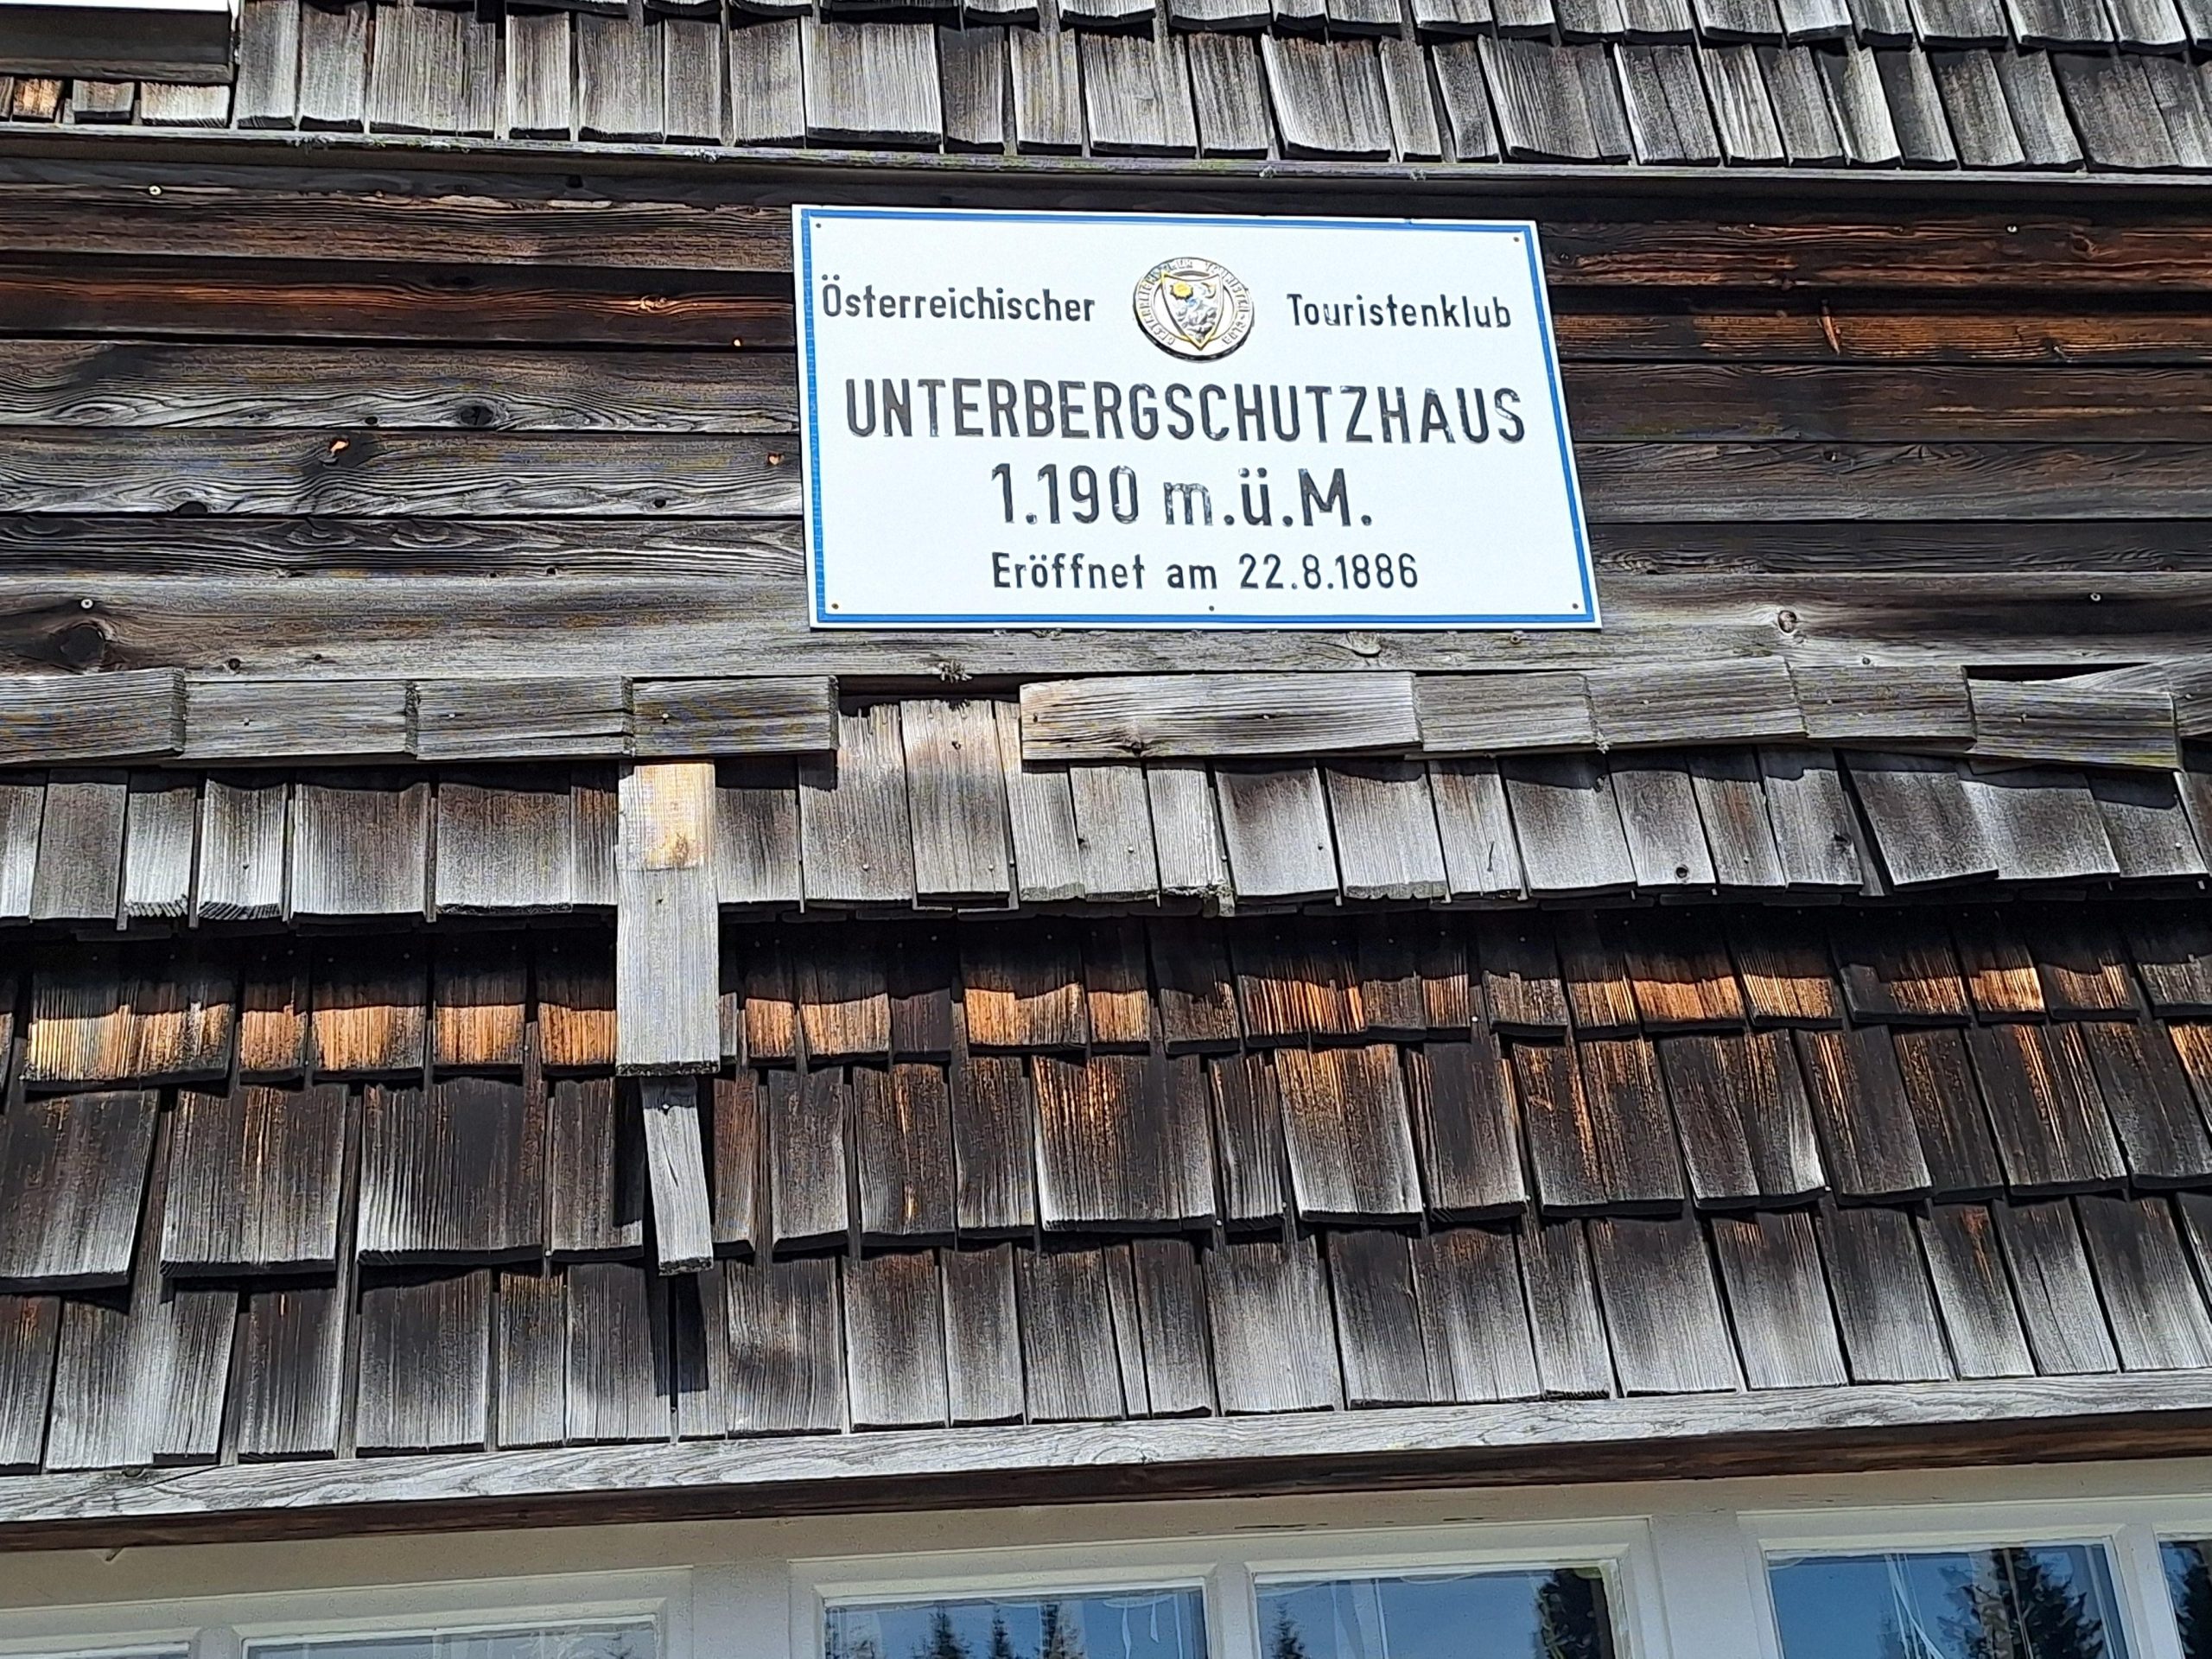 Österreichischer Touristenklub
UNTERBERGSCHUTZHAUS
1.190 m.ü.M.
Eröffnet am 22.8.1886